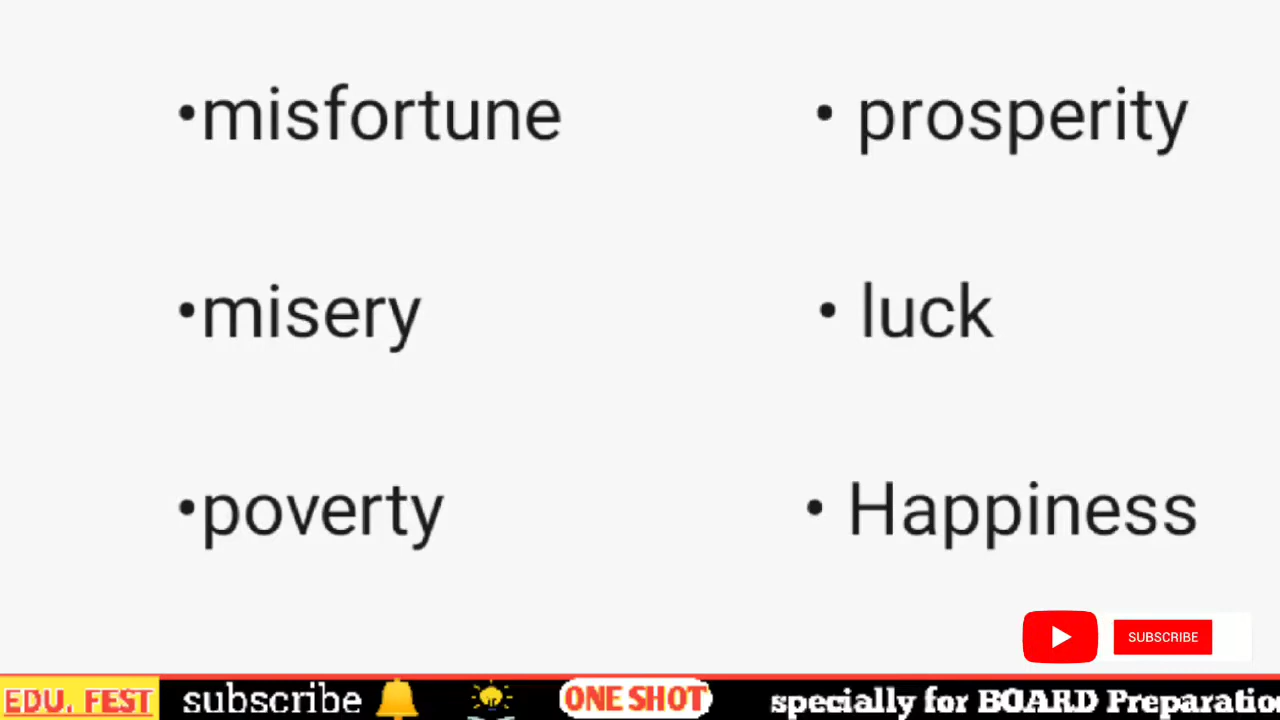 •misfortune • prosperity
•misery • luck
•poverty • Happiness
SUBSCRIBE
EDU. FEST subscribe ONE SHOT specially for BOARD Preparatio